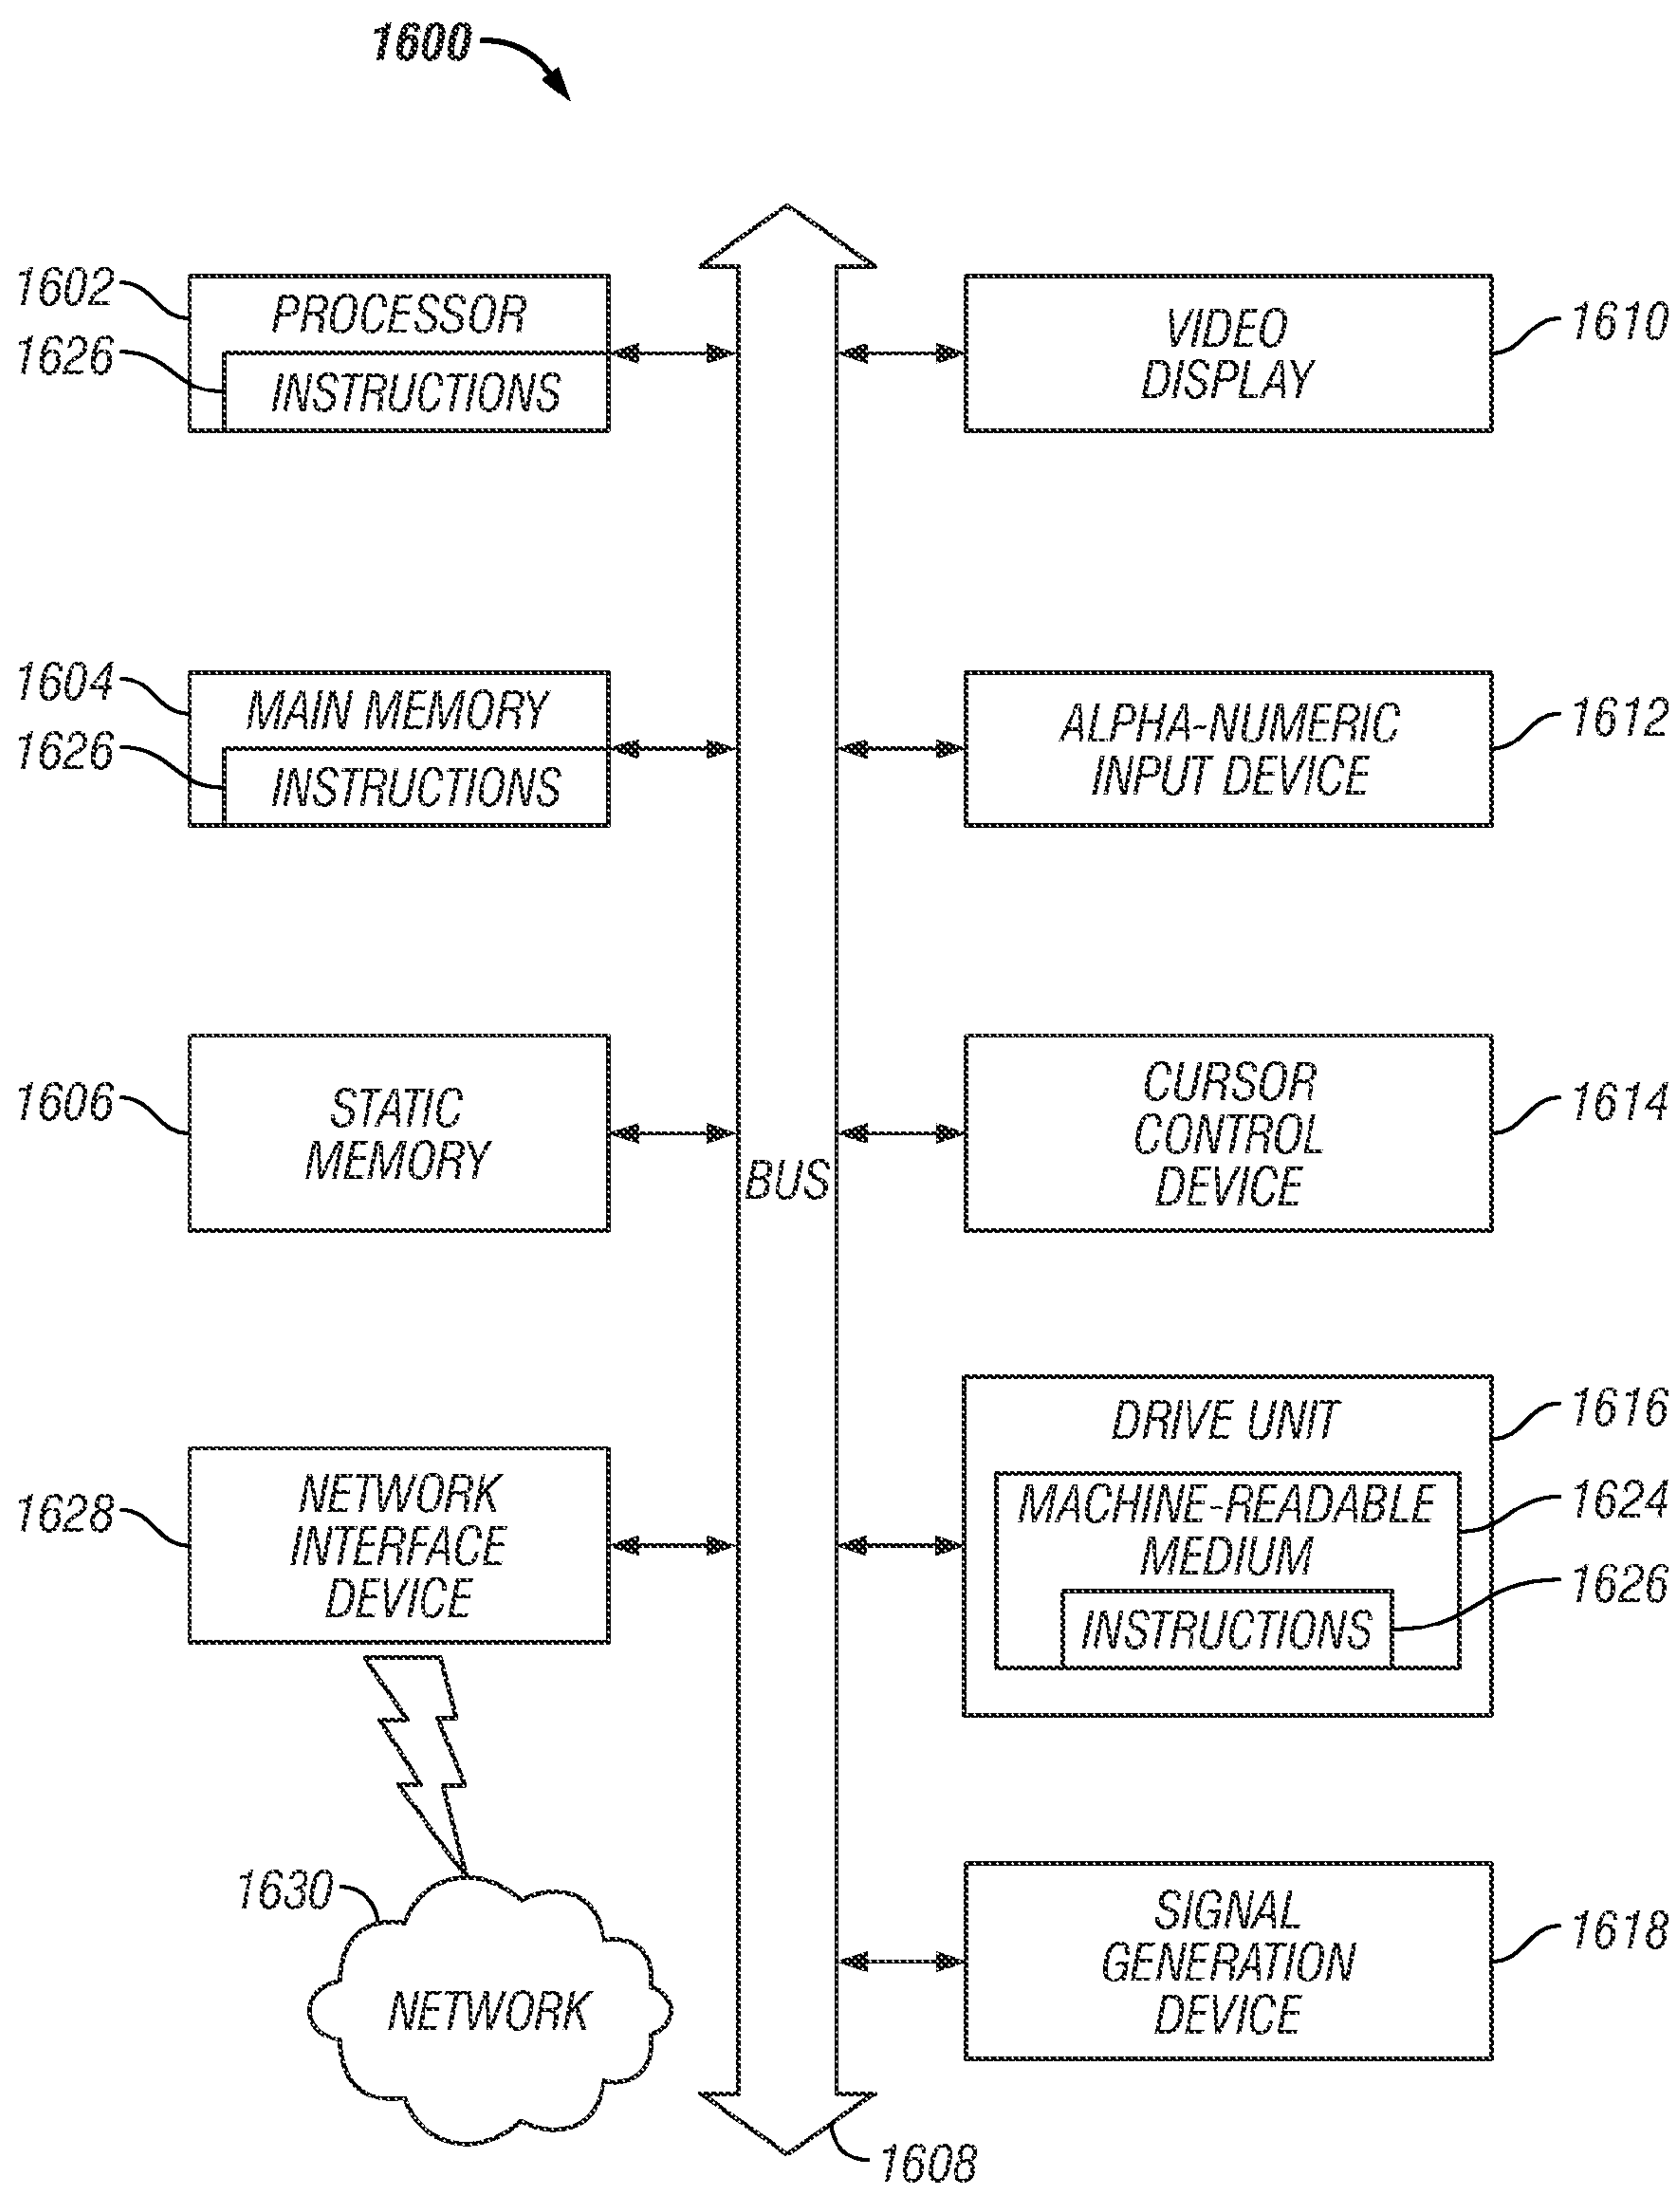 1600
1602
PROCESSOR
1626
INSTRUCTIONS
VIDEO
DISPLAY
1610
1604
MAIN MEMORY
1626
INSTRUCTIONS
ALPHA-NUMERIC
INPUT DEVICE
1612
1606
STATIC
MEMORY
BUS
CURSOR
CONTROL
DEVICE
1614
1628
NETWORK
INTERFACE
DEVICE
DRIVE UNIT
1616
MACHINE-READABLE
MEDIUM
1624
INSTRUCTIONS
1626
1630
NETWORK
SIGNAL
GENERATION
DEVICE
1618
1608